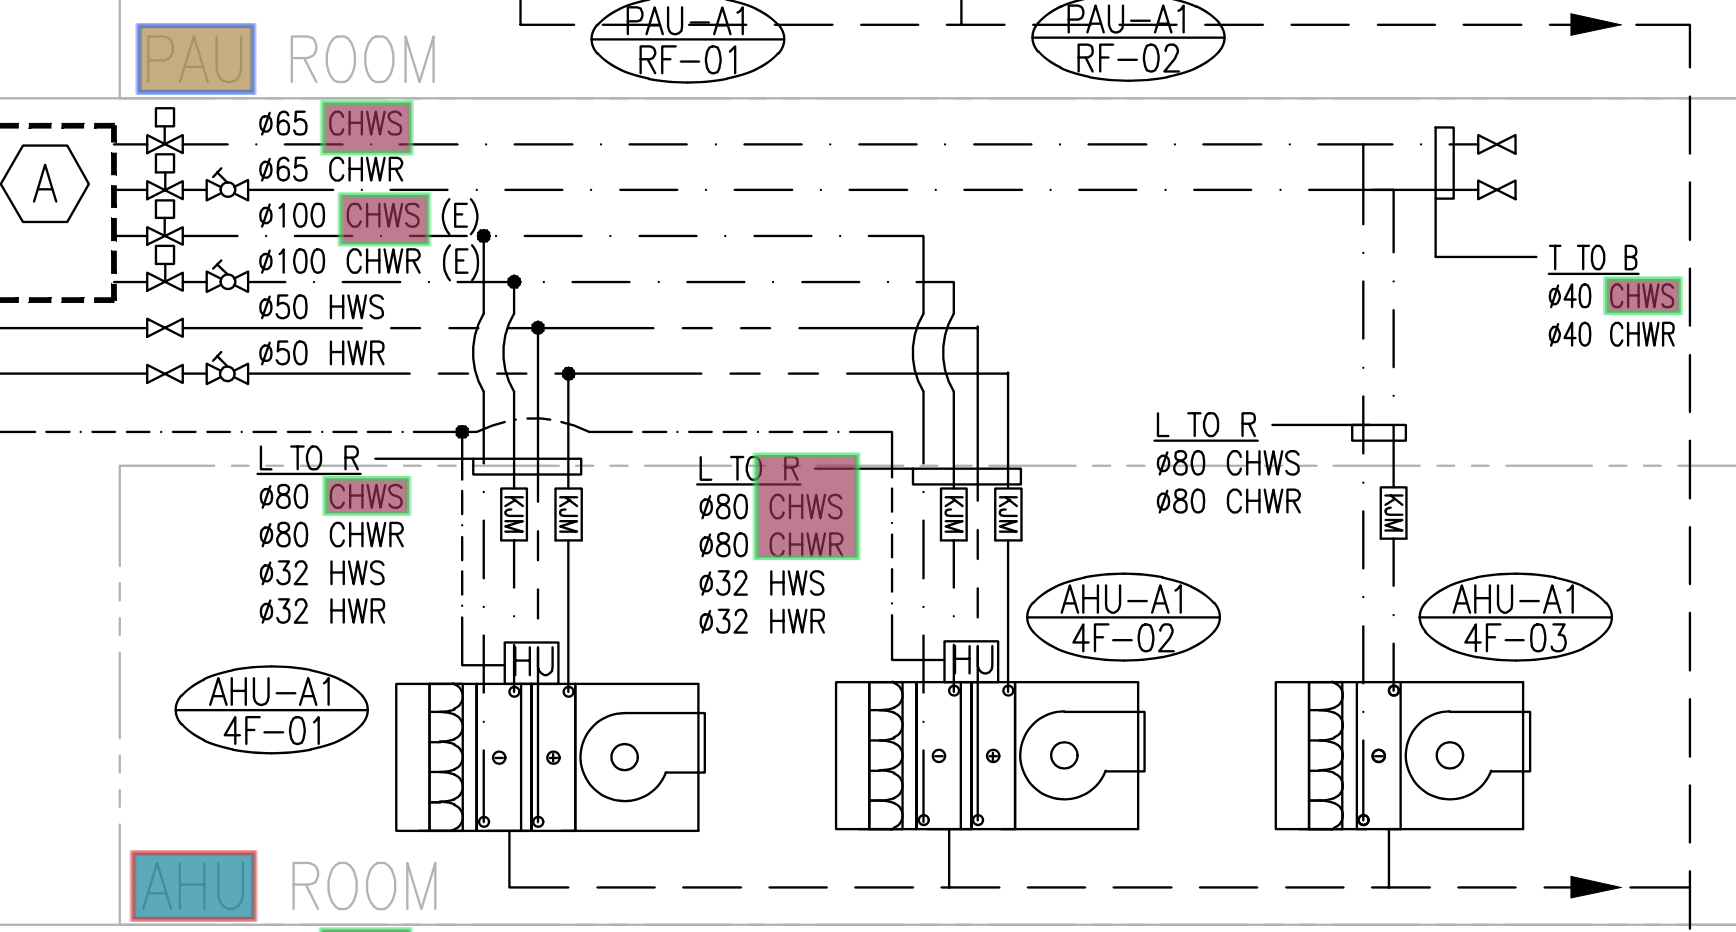 PAU ROOM
PAU-A1
RF-01
PAU-A1
RF-02
A
ø65 CHWS
ø65 CHWR
ø100 CHWS (E)
ø100 CHWR (E)
ø50 HWS
ø50 HWR
T TO B
ø40 CHWS
ø40 CHWR
L TO R
ø80 CHWS
ø80 CHWR
ø32 HWS
ø32 HWR
KJM
KJM
L TO R
ø80 CHWS
ø80 CHWR
ø32 HWS
ø32 HWR
KJM
KJM
L TO R
ø80 CHWS
ø80 CHWR
KJM
AHU-A1
4F-01
HU
AHU-A1
4F-02
HU
AHU-A1
4F-03
AHU ROOM